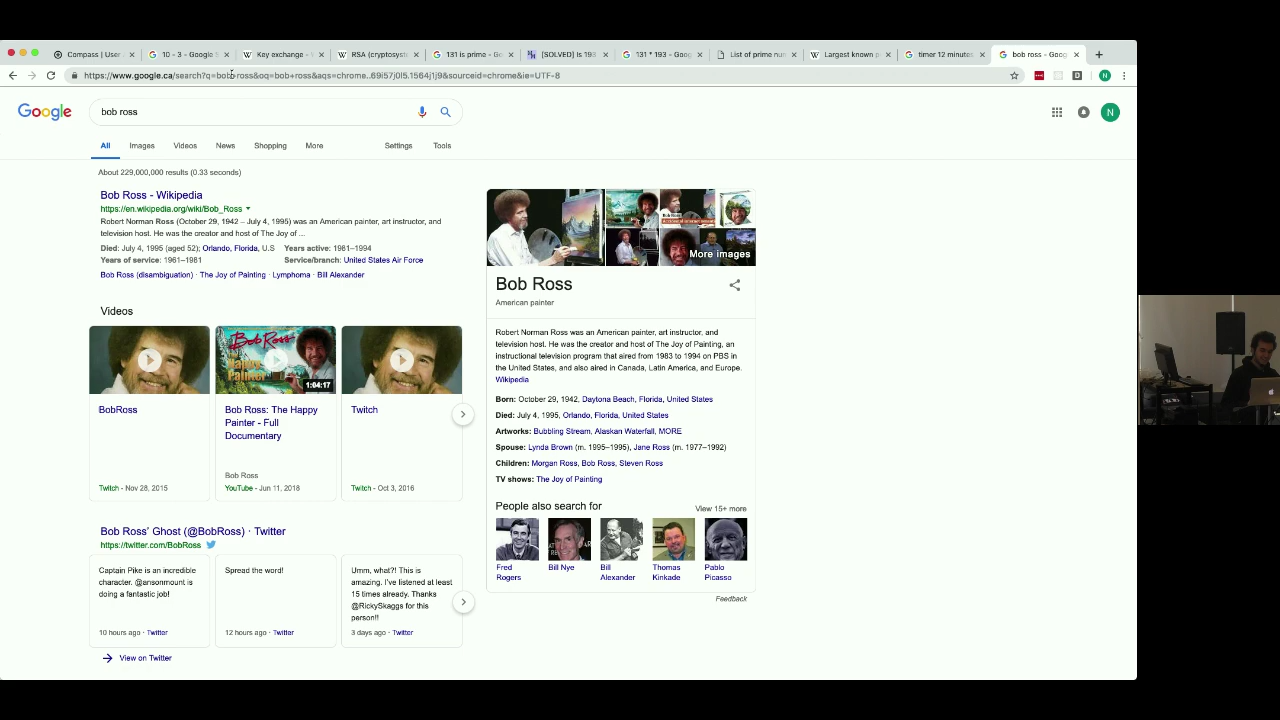 Compass | User
10 - 3 - Google S
Key exchange - W
RSA (cryptosyst
131 is prime - Go
[SOLVED] Is 193
131 * 193 - Goog
List of prime num
Largest known p
timer 12 minutes
bob ross - Goog
https://www.google.ca/search?q=bob+ross&oq=bob+ross&aqs=chrome..69i57j0l5.1564j1j9&sourceid=chrome&ie=UTF-8
N
Google
bob ross
N
All
Images
Videos
News
Shopping
More
Settings
Tools
About 229,000,000 results (0.33 seconds)
Bob Ross - Wikipedia
https://en.wikipedia.org/wiki/Bob_Ross
Robert Norman Ross (October 29, 1942 – July 4, 1995) was an American painter, art instructor, and
television host. He was the creator and host of The Joy of ...
Died: July 4, 1995 (aged 52); Orlando, Florida, U.S
Years active: 1981–1994
Years of service: 1961–1981
Service/branch: United States Air Force
Bob Ross (disambiguation) · The Joy of Painting · Lymphoma · Bill Alexander
Videos
BobRoss
Twitch - Nov 28, 2015
Bob Ross
Happy
Painter
1:04:17
Bob Ross: The Happy
Painter - Full
Documentary
Bob Ross
YouTube - Jun 11, 2018
Twitch
Twitch - Oct 3, 2016
Bob Ross' Ghost (@BobRoss) · Twitter
https://twitter.com/BobRoss
Captain Pike is an incredible
character. @ansonmount is
doing a fantastic job!
10 hours ago · Twitter
Spread the word!
12 hours ago · Twitter
Umm, what?! This is
amazing. I've listened at least
15 times already. Thanks
@RickySkaggs for this
person!!
3 days ago · Twitter
View on Twitter
More images
Bob Ross
American painter
Robert Norman Ross was an American painter, art instructor, and
television host. He was the creator and host of The Joy of Painting, an
instructional television program that aired from 1983 to 1994 on PBS in
the United States, and also aired in Canada, Latin America, and Europe.
Wikipedia
Born: October 29, 1942, Daytona Beach, Florida, United States
Died: July 4, 1995, Orlando, Florida, United States
Artworks: Bubbling Stream, Alaskan Waterfall, MORE
Spouse: Lynda Brown (m. 1995–1995), Jane Ross (m. 1977–1992)
Children: Morgan Ross, Bob Ross, Steven Ross
TV shows: The Joy of Painting
People also search for
View 15+ more
Fred
Rogers
Bill Nye
Bill
Alexander
Thomas
Kinkade
Pablo
Picasso
Feedback